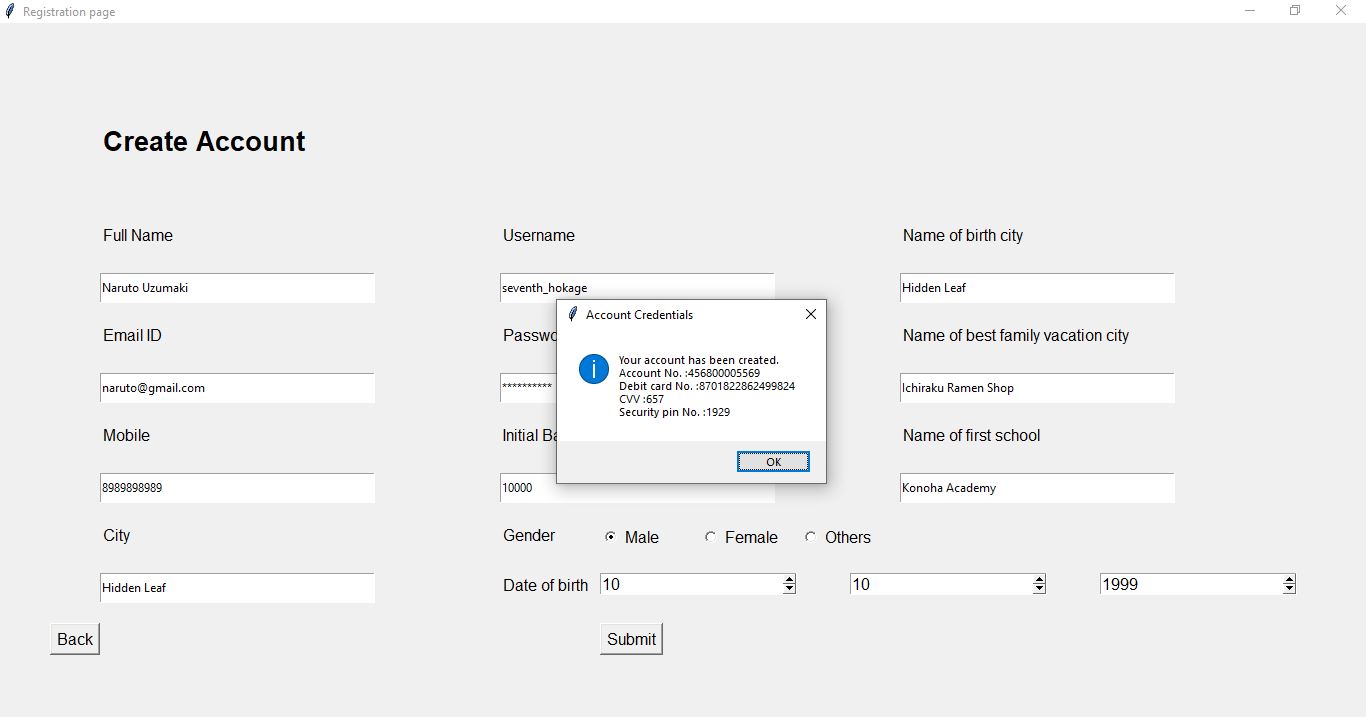 Registration page
Create Account
Full Name
Username
Name of birth city
Naruto Uzumaki
seventh_hokage
Hidden Leaf
Account Credentials
Email ID
Passwo
Name of best family vacation city
Your account has been created.
Account No. :456800005569
Debit card No. :8701822862499824
CVV :657
Security pin No. :1929
naruto@gmail.com
**********
Ichiraku Ramen Shop
Mobile
Initial Ba
Name of first school
OK
8989898989
10000
Konoha Academy
City
Gender
Male
Female
Others
Hidden Leaf
Date of birth
10
10
1999
Back
Submit